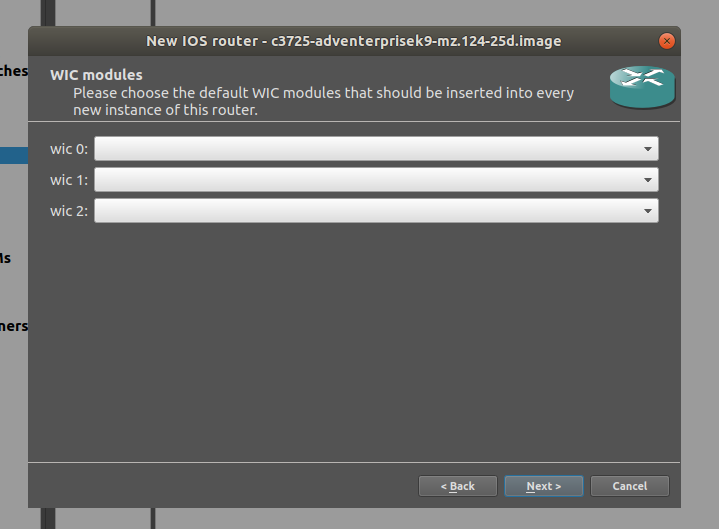 New IOS router - c3725-adventerprisek9-mz.124-25d.image
ches
WIC modules
Please choose the default WIC modules that should be inserted into every
new instance of this router.
wic 0:
wic 1:
wic 2:
Ms
ners
< Back
Next >
Cancel